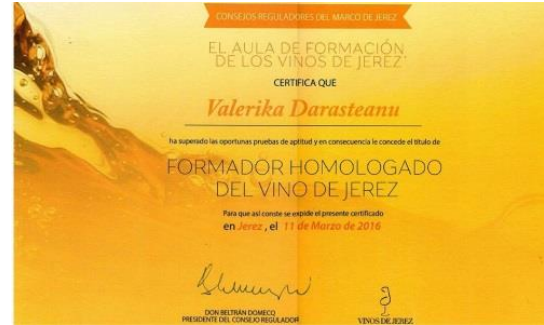 CONSEJOS REGULADORES DEL MARCO DE JEREZ
EL AULA DE FORMACIÓN
DE LOS VINOS DE JEREZ®
CERTIFICA QUE
Valerika Darasteanu
ha superado las oportunas pruebas de aptitud y en consecuencia le concede el título de
FORMADOR HOMOLOGADO
DEL VINO DE JEREZ
Para que así conste se expide el presente certificado
en Jerez, el 11 de Marzo de 2016
DON BELTRÁN DOMECQ
PRESIDENTE DEL CONSEJO REGULADOR
VINOS DE JEREZ